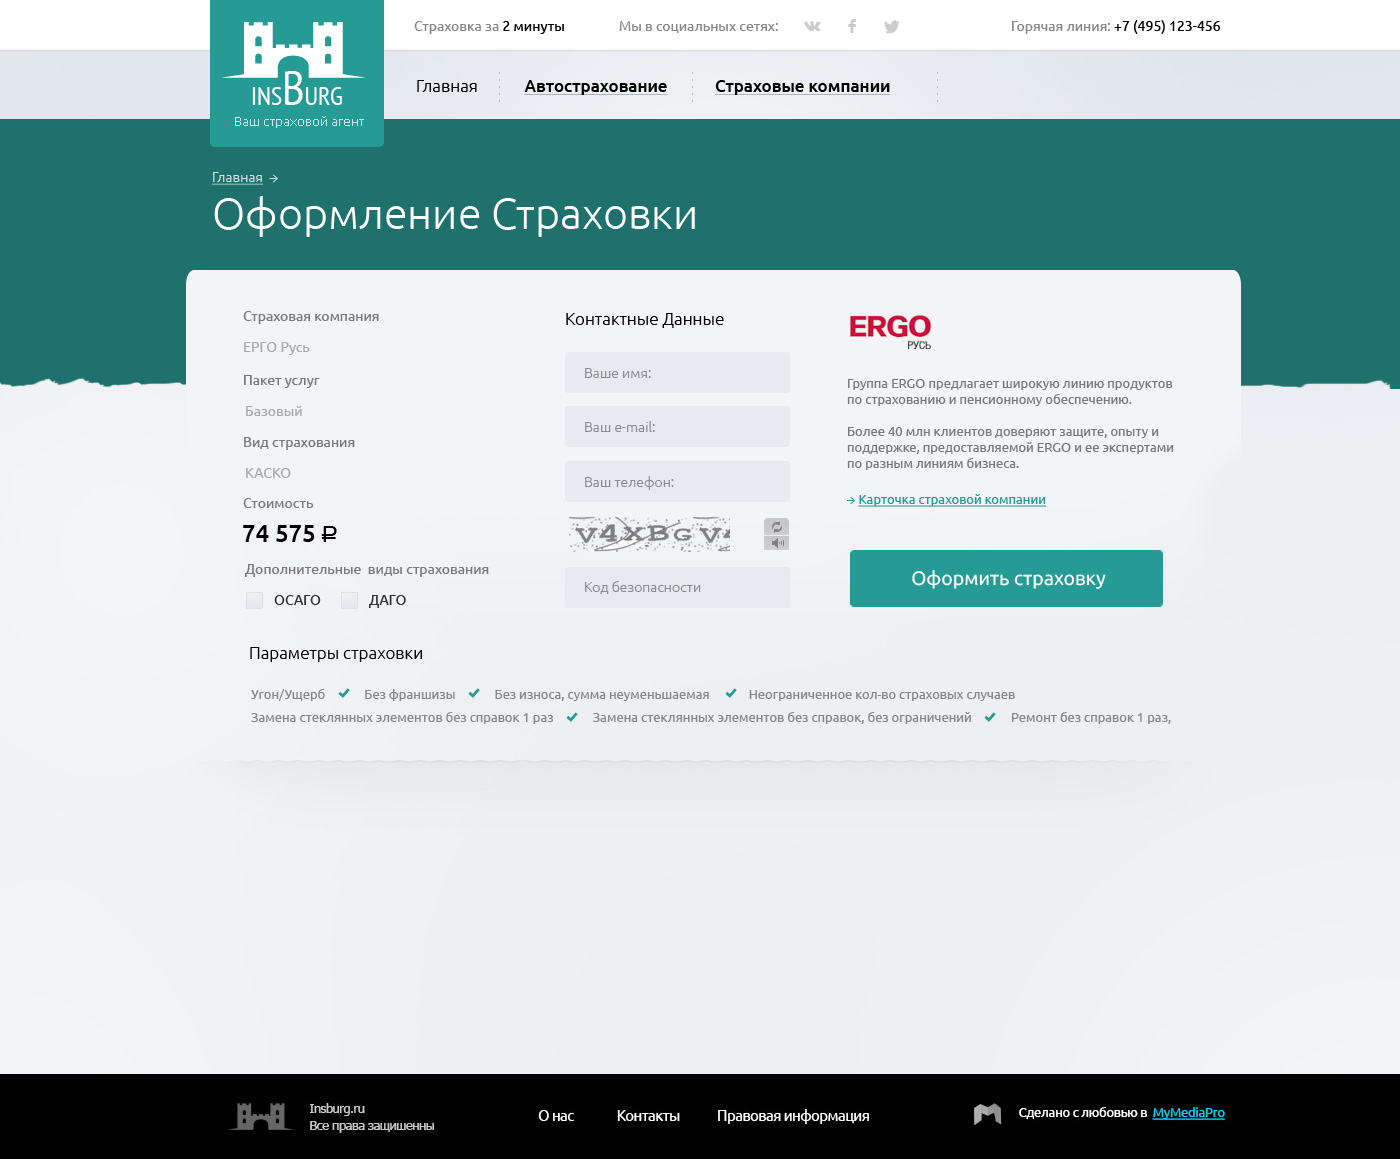 Страховка за 2 минуты
Мы в социальных сетях:
Горячая линия: +7 (495) 123-456
INSBURG
Ваш страховой агент
Главная
Автострахование
Страховые компании
Главная →
Оформление Страховки
Страховая компания
ЕРГО Русь
Пакет услуг
Базовый
Вид страхования
КАСКО
Стоимость
74 575 ₽
Дополнительные виды страхования
ОСАГО
ДАГО
Контактные Данные
Ваше имя:
Ваш e-mail:
Ваш телефон:
V4XBG V4
Код безопасности
ERGO
РУСЬ
Группа ERGO предлагает широкую линию продуктов
по страхованию и пенсионному обеспечению.
Более 40 млн клиентов доверяют защите, опыту и
поддержке, предоставляемой ERGO и ее экспертами
по разным линиям бизнеса.
→ Карточка страховой компании
Оформить страховку
Параметры страховки
Угон/Ущерб ✔ Без франшизы ✔ Без износа, сумма неуменьшаемая ✔ Неограниченное кол-во страховых случаев
Замена стеклянных элементов без справок 1 раз ✔ Замена стеклянных элементов без справок, без ограничений ✔ Ремонт без справок 1 раз,
Insburg.ru
Все права защишенны
О нас
Контакты
Правовая информация
Сделано с любовью в MyMediaPro